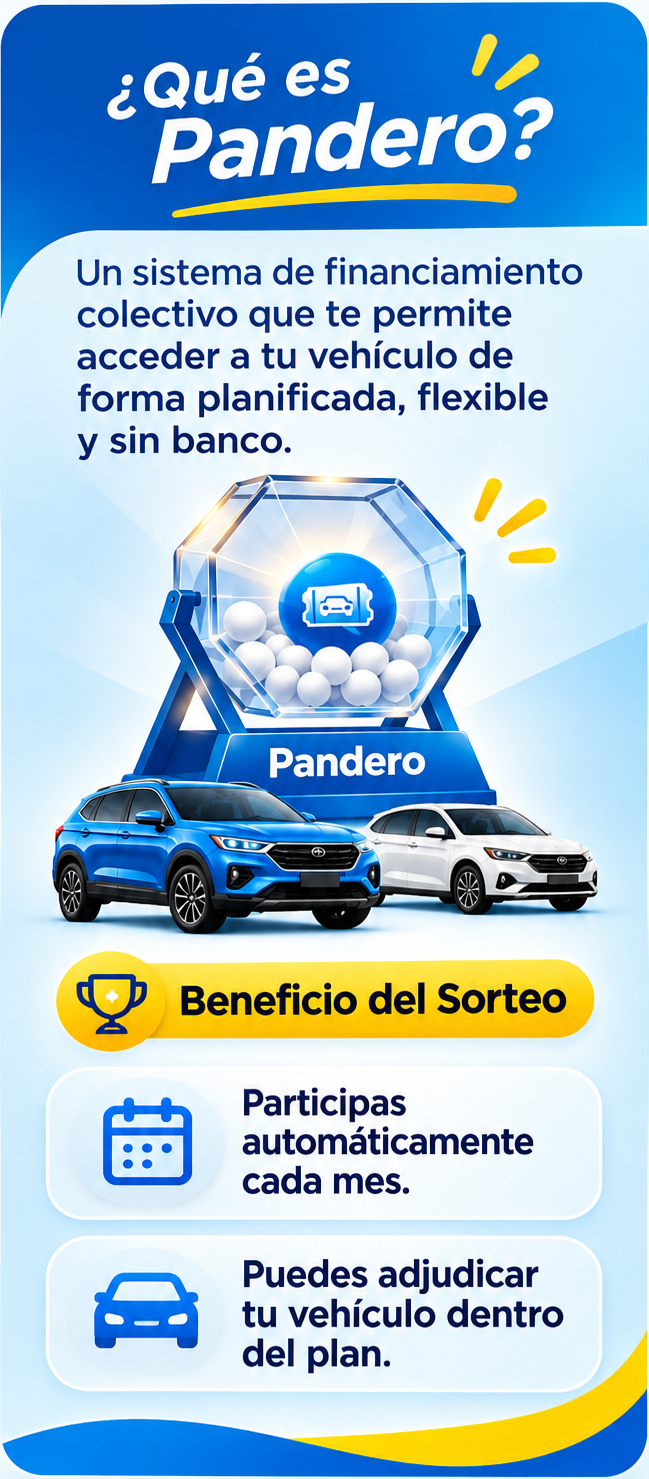 ¿Qué es
Pandero?
Un sistema de financiamiento
colectivo que te permite
acceder a tu vehículo de
forma planificada, flexible
y sin banco.
Pandero
Beneficio del Sorteo
Participas
automáticamente
cada mes.
Puedes adjudicar
tu vehículo dentro
del plan.